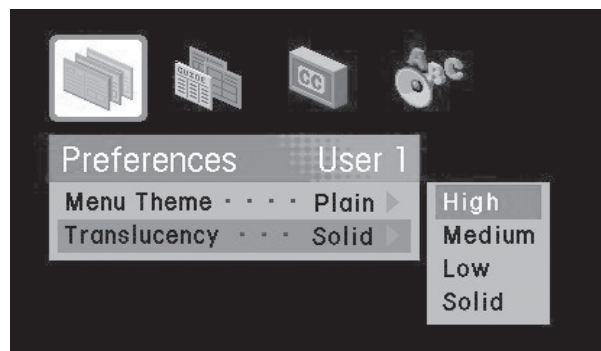 GUIDE
CC
ABC
Preferences User 1
Menu Theme · · · · Plain
Translucency · · · Solid
High
Medium
Low
Solid